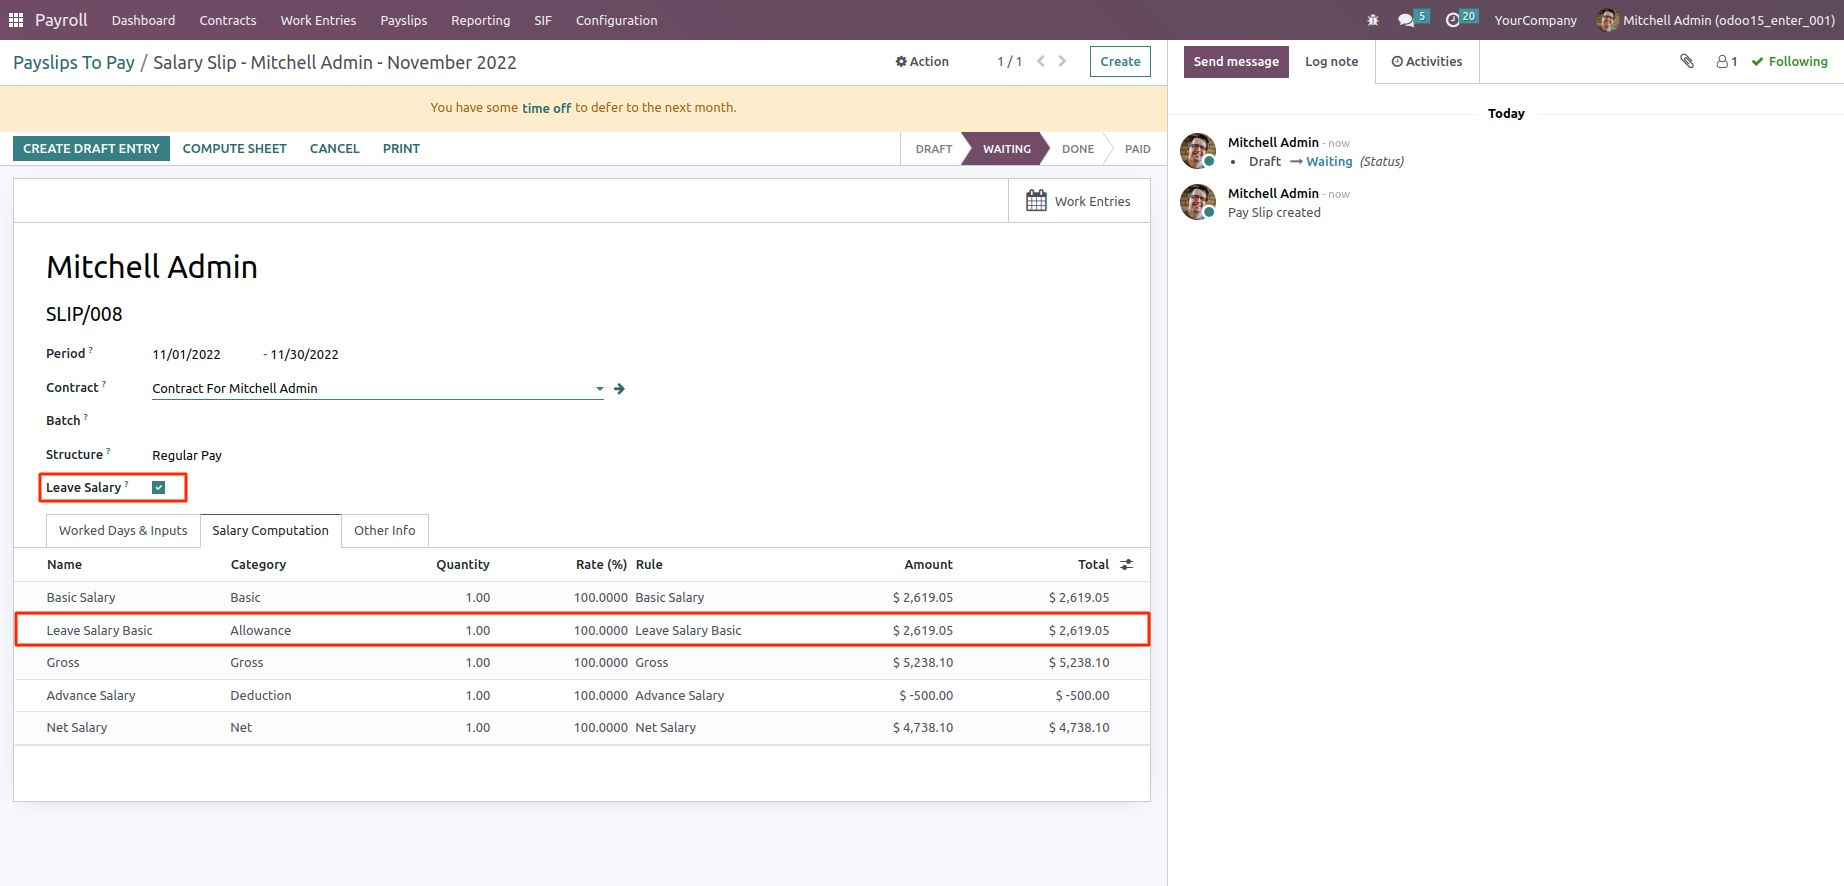 Payroll Dashboard Contracts Work Entries Payslips Reporting SIF Configuration 5 20 YourCompany Mitchell Admin (odoo15_enter_001)
Payslips To Pay / Salary Slip - Mitchell Admin - November 2022 Action 1 / 1 Create
Send message Log note Activities 1 Following
You have some time off to defer to the next month.
CREATE DRAFT ENTRY COMPUTE SHEET CANCEL PRINT DRAFT WAITING DONE PAID
Work Entries
Mitchell Admin
SLIP/008
Period ? 11/01/2022 - 11/30/2022
Contract ? Contract For Mitchell Admin
Batch ?
Structure ? Regular Pay
Leave Salary ?
Worked Days & Inputs Salary Computation Other Info
Name Category Quantity Rate (%) Rule Amount Total
Basic Salary Basic 1.00 100.0000 Basic Salary $ 2,619.05 $ 2,619.05
Leave Salary Basic Allowance 1.00 100.0000 Leave Salary Basic $ 2,619.05 $ 2,619.05
Gross Gross 1.00 100.0000 Gross $ 5,238.10 $ 5,238.10
Advance Salary Deduction 1.00 100.0000 Advance Salary $ -500.00 $ -500.00
Net Salary Net 1.00 100.0000 Net Salary $ 4,738.10 $ 4,738.10
Today
Mitchell Admin - now
• Draft → Waiting (Status)
Mitchell Admin - now
Pay Slip created